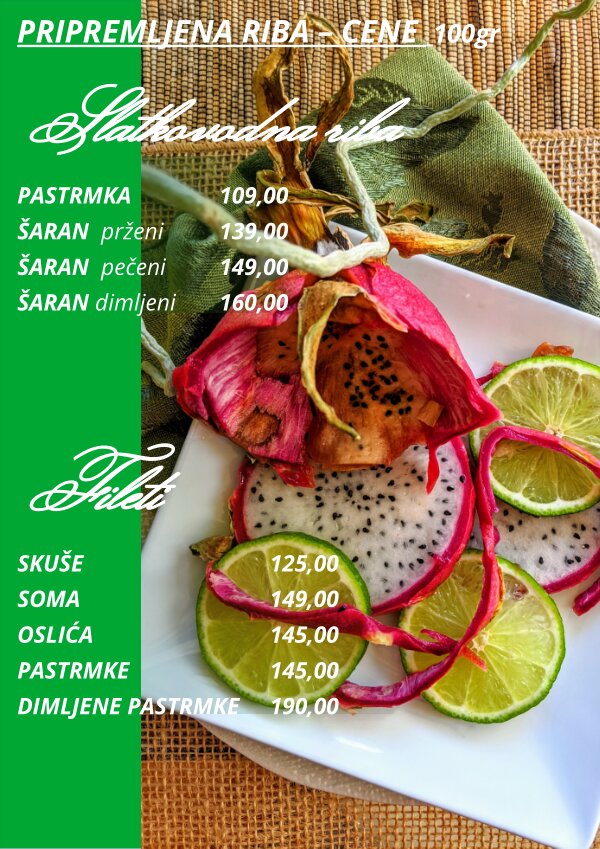 PRIPREMLJENA RIBA – CENE 100gr
Slatkovodna riba
PASTRMKA 109,00
ŠARAN prženi 139,00
ŠARAN pečeni 149,00
ŠARAN dimljeni 160,00
Fileti
SKUŠE 125,00
SOMA 149,00
OSLIĆA 145,00
PASTRMKE 145,00
DIMLJENE PASTRMKE 190,00